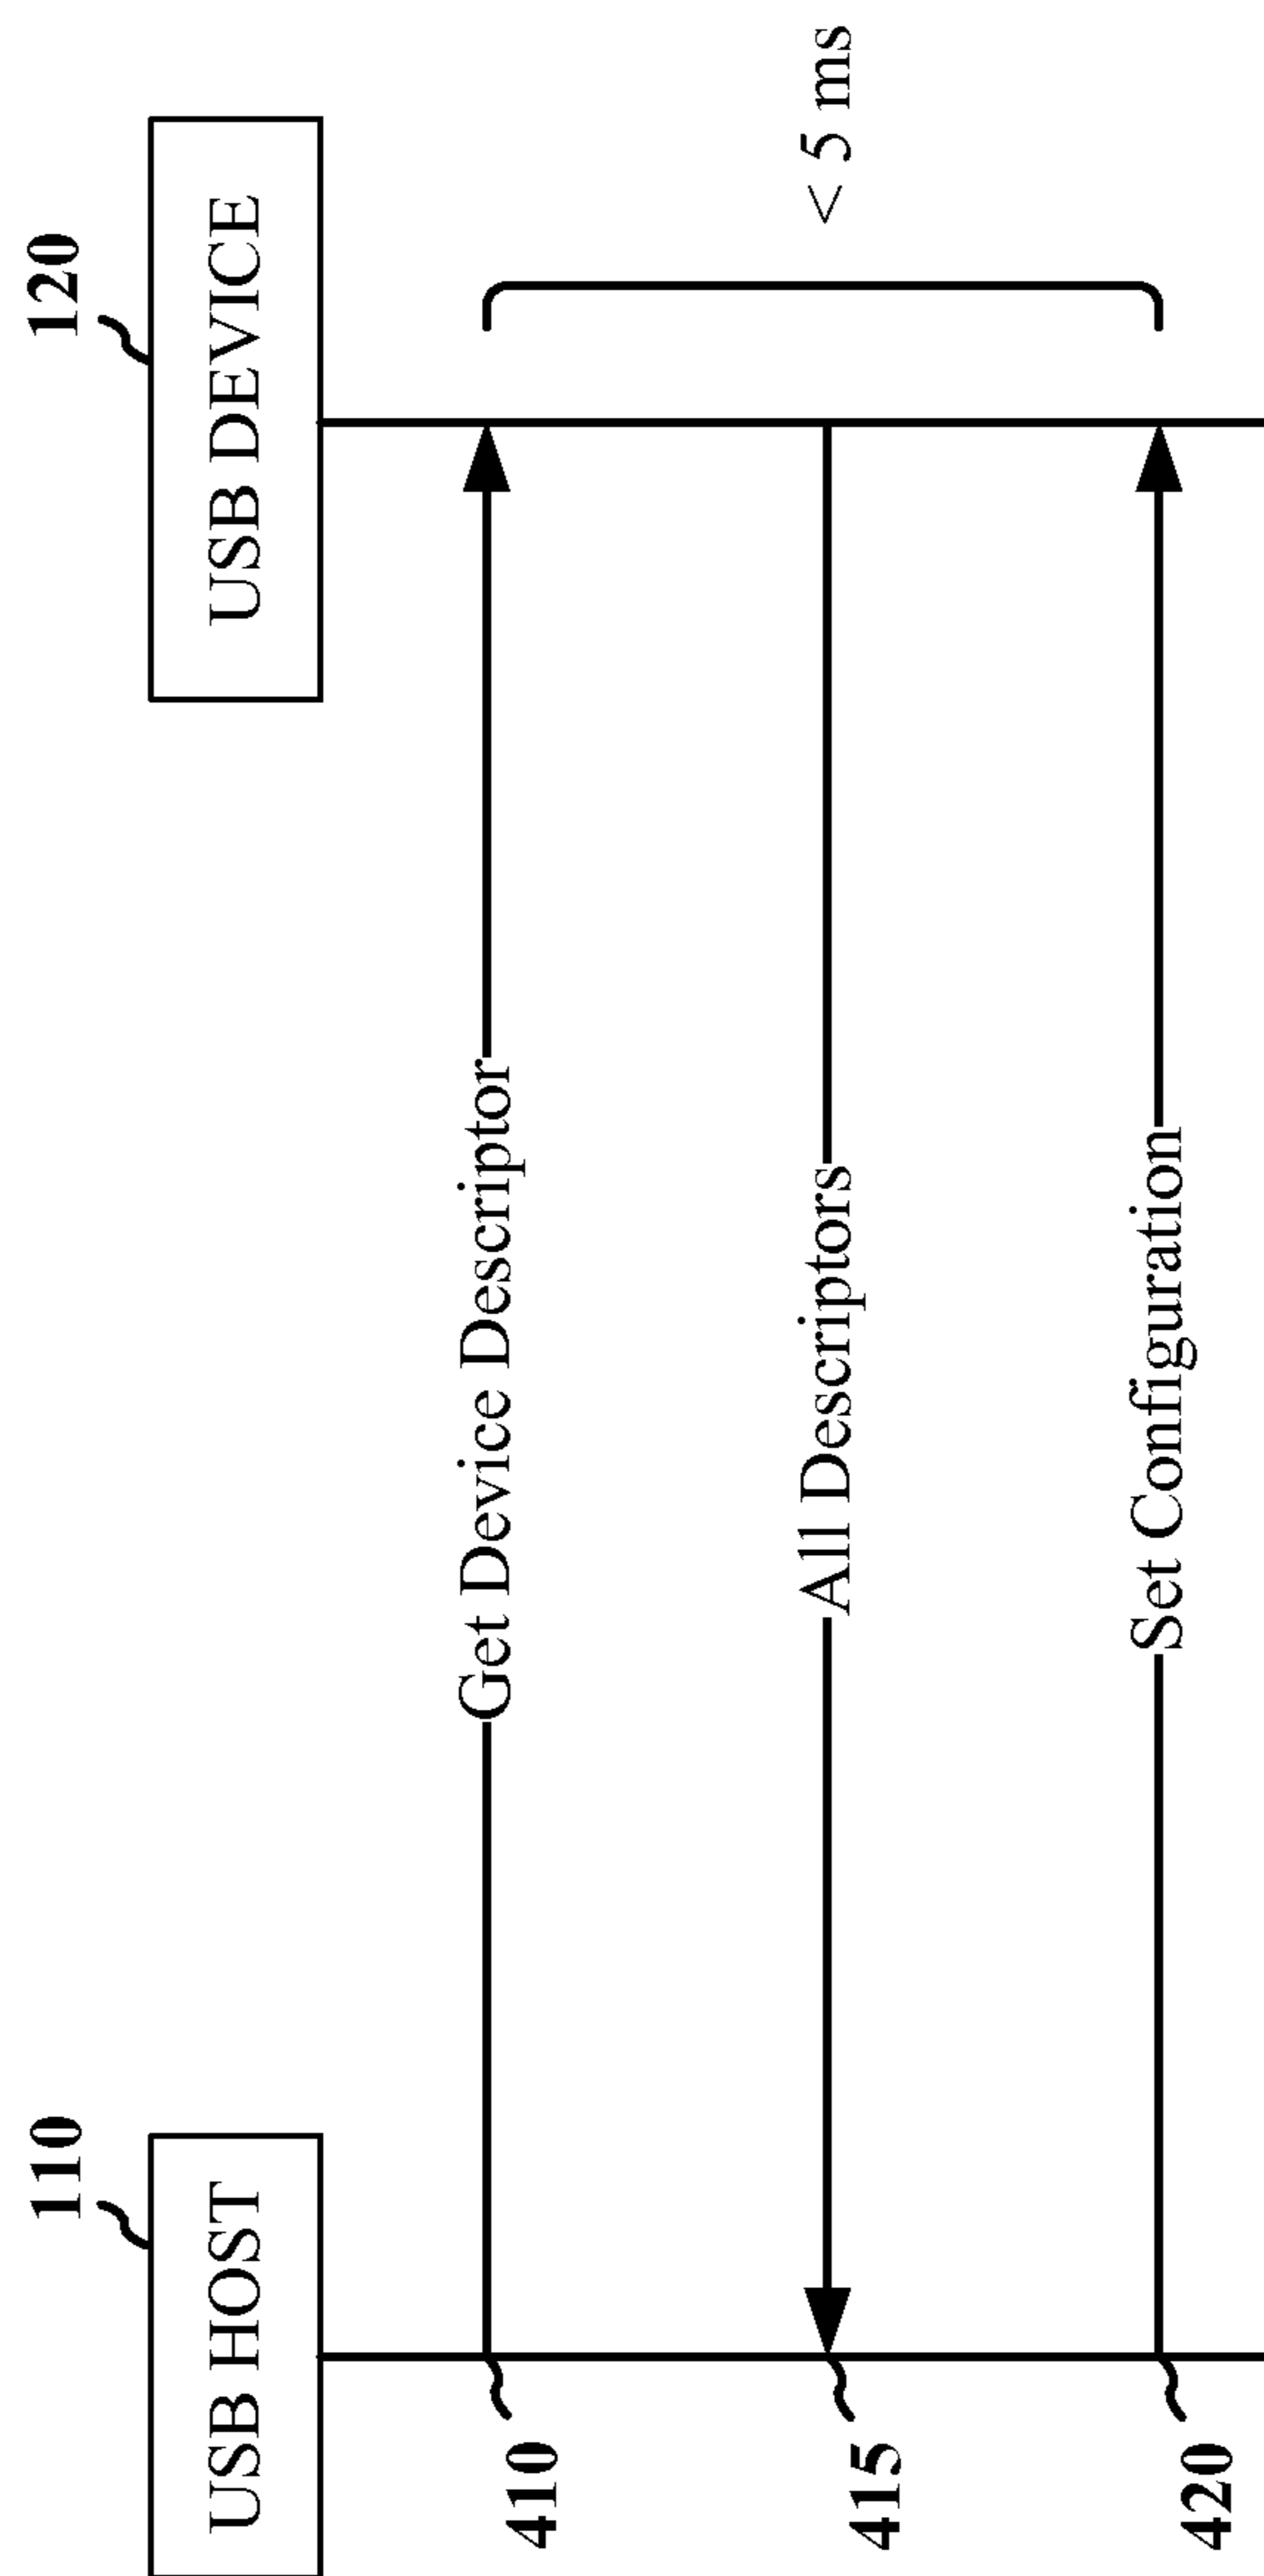 110
120
USB HOST
USB DEVICE
410
Get Device Descriptor
415
All Descriptors
< 5 ms
420
Set Configuration